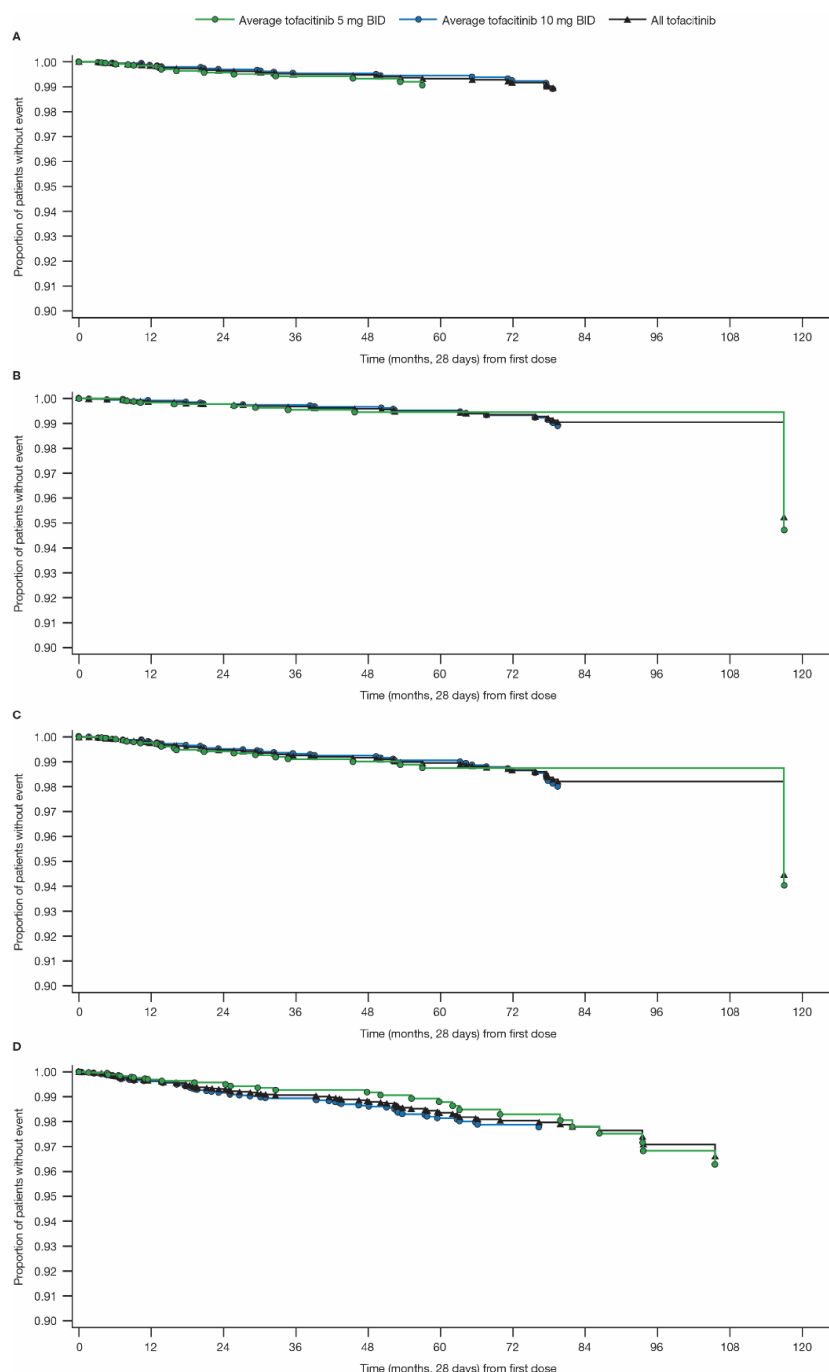 Average tofacitinib 5 mg BID Average tofacitinib 10 mg BID All tofacitinib
A
Proportion of patients without event
1.00
0.99
0.98
0.97
0.96
0.95
0.94
0.93
0.92
0.91
0.90
0 12 24 36 48 60 72 84 96 108 120
Time (months, 28 days) from first dose
B
Proportion of patients without event
1.00
0.99
0.98
0.97
0.96
0.95
0.94
0.93
0.92
0.91
0.90
0 12 24 36 48 60 72 84 96 108 120
Time (months, 28 days) from first dose
C
Proportion of patients without event
1.00
0.99
0.98
0.97
0.96
0.95
0.94
0.93
0.92
0.91
0.90
0 12 24 36 48 60 72 84 96 108 120
Time (months, 28 days) from first dose
D
Proportion of patients without event
1.00
0.99
0.98
0.97
0.96
0.95
0.94
0.93
0.92
0.91
0.90
0 12 24 36 48 60 72 84 96 108 120
Time (months, 28 days) from first dose